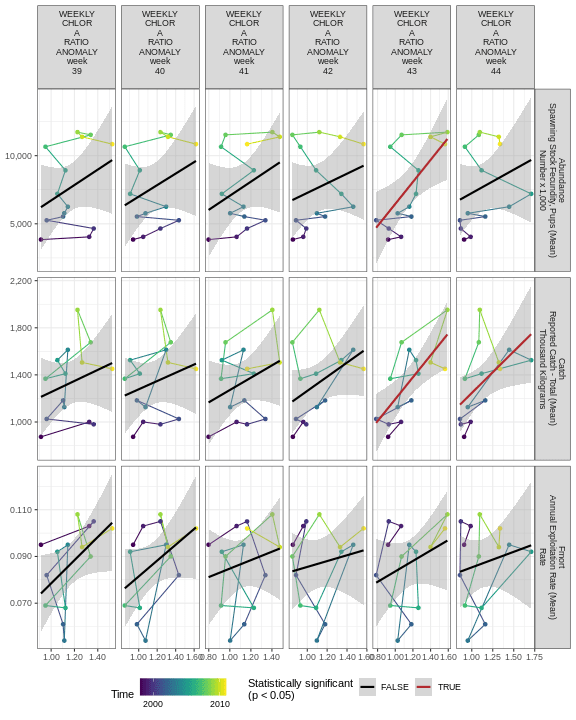 WEEKLY
CHLOR
A
RATIO
ANOMALY
week
39
WEEKLY
CHLOR
A
RATIO
ANOMALY
week
40
WEEKLY
CHLOR
A
RATIO
ANOMALY
week
41
WEEKLY
CHLOR
A
RATIO
ANOMALY
week
42
WEEKLY
CHLOR
A
RATIO
ANOMALY
week
43
WEEKLY
CHLOR
A
RATIO
ANOMALY
week
44
10,000
5,000
Abundance
Spawning Stock Fecundity, Pups (Mean)
Number x 1,000
2,200
1,800
1,400
1,000
Catch
Reported Catch - Total (Mean)
Thousand Kilograms
0.110
0.090
0.070
Fmort
Annual Exploitation Rate (Mean)
Rate
1.00 1.20 1.40
1.00 1.20 1.40 1.60
0.80 1.00 1.20 1.40
1.00 1.20 1.40 1.60
0.80 1.00 1.20 1.40 1.60
1.00 1.25 1.50 1.75
Time
2000 2010
Statistically significant
(p < 0.05)
FALSE
TRUE